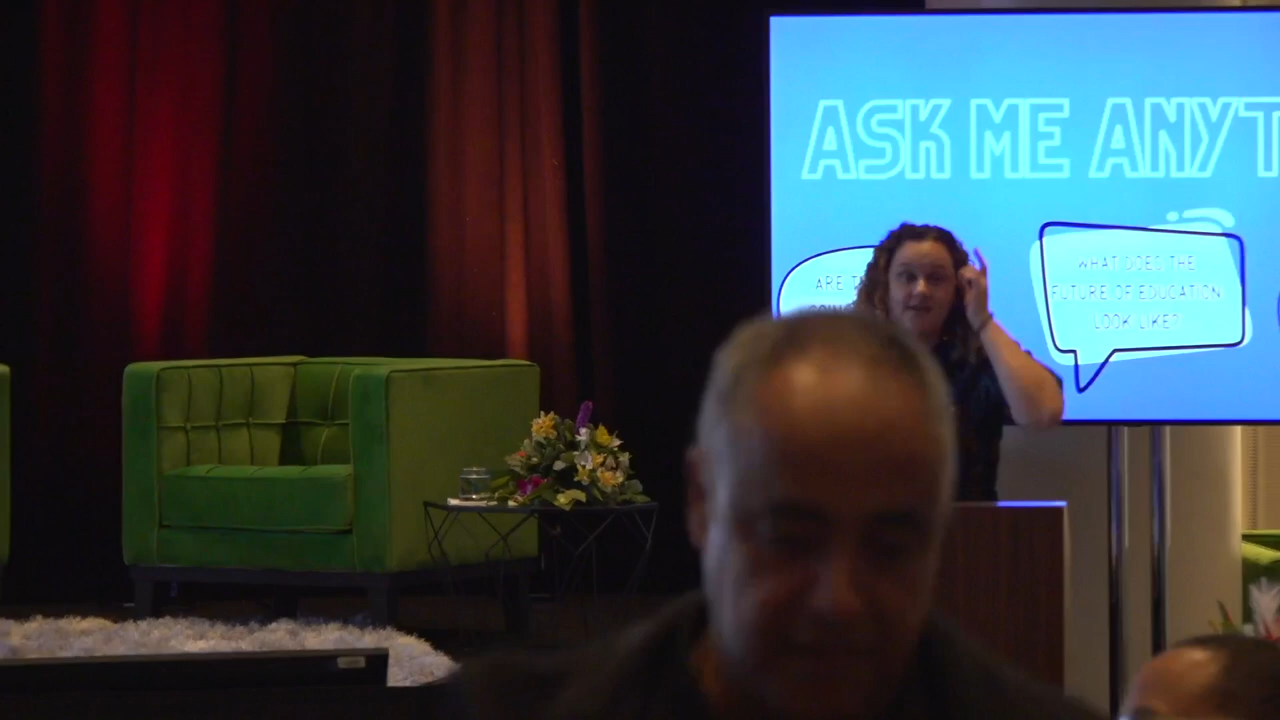 ASK ME ANYT
ARE
WHAT DOES THE
FUTURE OF EDUCATION
LOOK LIKE?